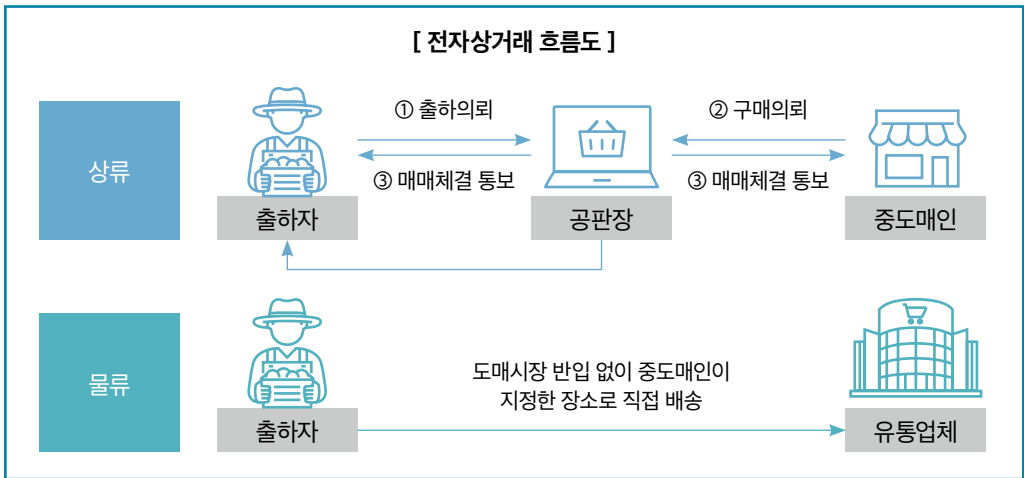 [ 전자상거래 흐름도 ]
상류
① 출하의뢰
② 구매의뢰
③ 매매체결 통보
③ 매매체결 통보
출하자
공판장
중도매인
물류
도매시장 반입 없이 중도매인이
지정한 장소로 직접 배송
출하자
유통업체